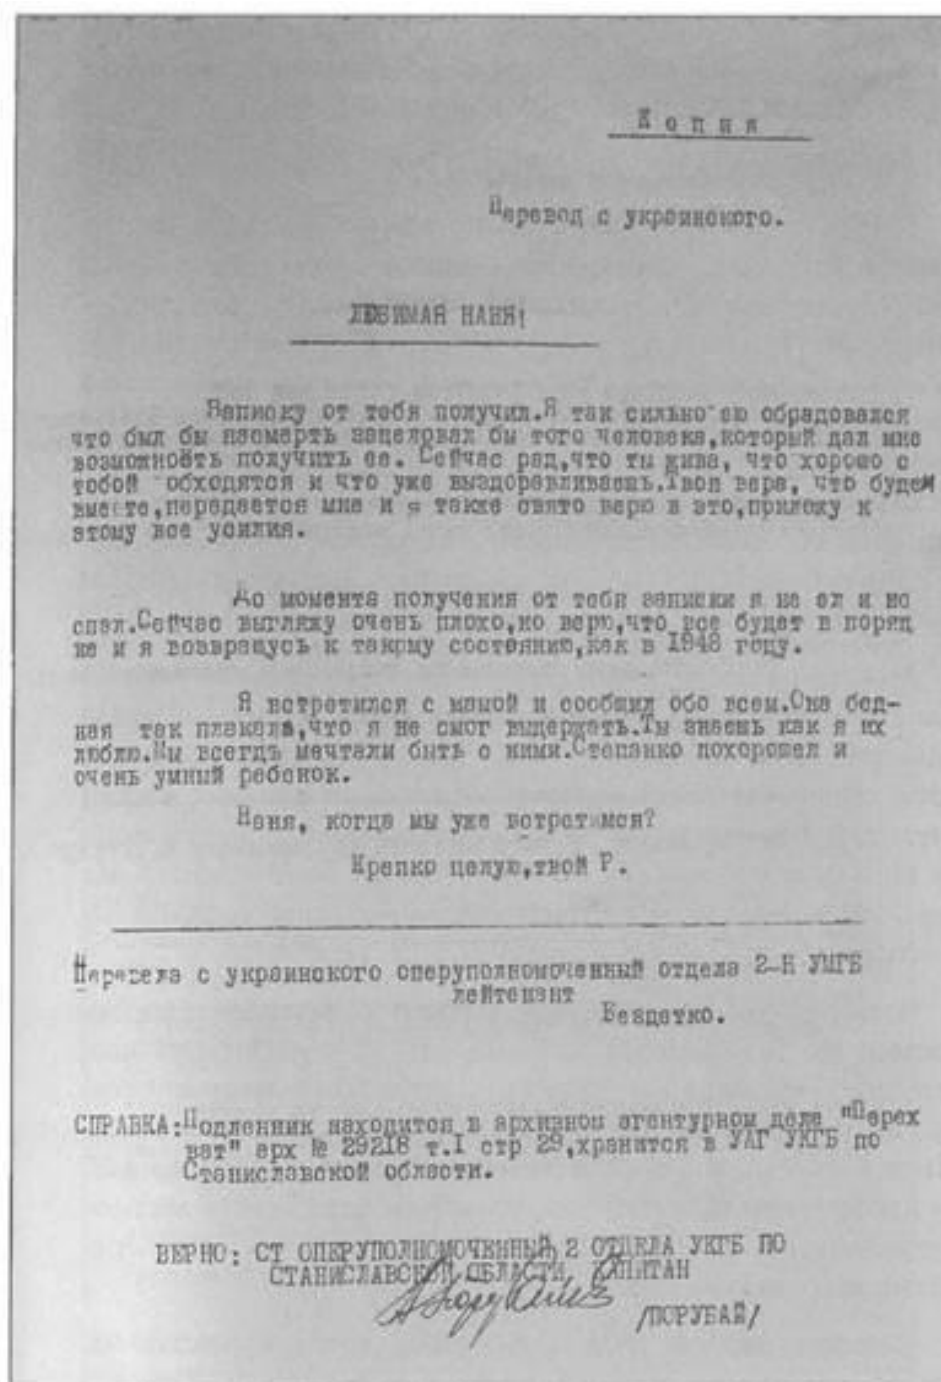 Копия
Перевод с украинского.
ЛЮБИМАЯ НАНЯ!
Записку от тебя получил.Я так сильно ею обрадовался
что был бы насмерть зацеловал бы того человека,который дал мне
возможность получить ее. Сейчас рад,что ты жива, что хорошо с
тобой обходятся и что уже выздоравливаешь.Твоя вера, что будем
вместе,передается мне и я также свято верю в это,приложу к
этому все усилия.
До момента получения от тебя записки я не ел и не
спал.Сейчас выгляжу очень плохо,но верю,что все будет в поряд
ке и я возвращусь к такому состоянию,как в 1948 году.
Я встретился с мамой и сообщил обо всем.Она бед-
ная так плакала,что я не смог выдержать.Ты знаешь как я их
люблю.Мы всегдъ мечтали быть с ними.Степанко похорошел и
очень умный ребенок.
Наня, когда мы уже встретимся?
Крепко целую,твой Р.
Перевела с украинского оперуполномоченный отдела 2-Н УМГБ
лейтенант
Бездетко.
СПРАВКА:Подленник находится в архивном агентурном деле "Перех
ват" арх № 29218 т.I стр 29,хранится в УАГ УКГБ по
Станиславской области.
ВЕРНО: СТ ОПЕРУПОЛНОМОЧЕННЫЙ 2 ОТДЕЛА УКГБ ПО
СТАНИСЛАВСКОЙ ОБЛАСТИ КАПИТАН
/ПОРУБАЙ/